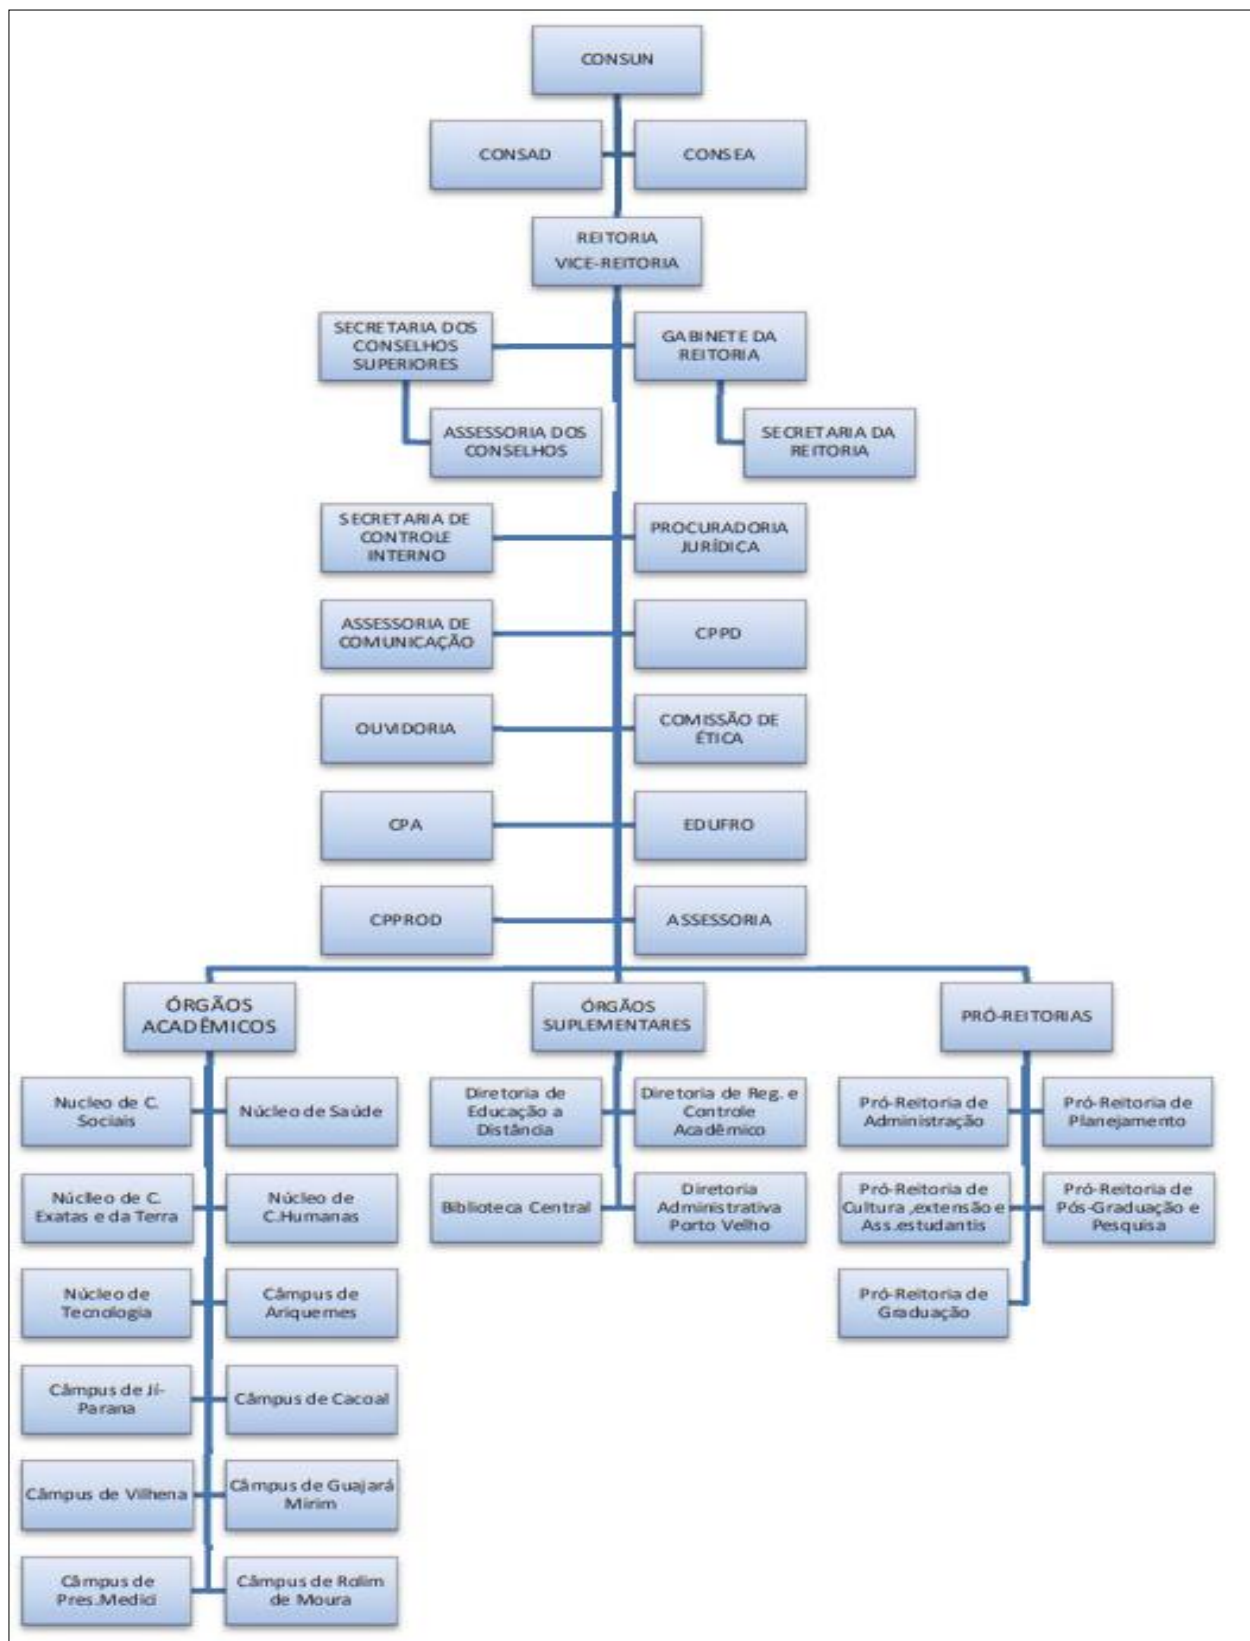 CONSUN
CONSAD
CONSEA
REITORIA
VICE-REITORIA
SECRETARIA DOS
CONSELHOS
SUPERIORES
GABINETE DA
REITORIA
ASSESSORIA DOS
CONSELHOS
SECRETARIA DA
REITORIA
SECRETARIA DE
CONTROLE
INTERNO
PROCURADORIA
JURÍDICA
ASSESSORIA DE
COMUNICAÇÃO
CPPD
OUVIDORIA
COMISSÃO DE
ÉTICA
CPA
EDUFRO
CPPROD
ASSESSORIA
ÓRGÃOS
ACADÊMICOS
ÓRGÃOS
SUPLEMENTARES
PRÓ-REITORIAS
Nucleo de C.
Sociais
Núcleo de Saúde
Núclleo de C.
Exatas e da Terra
Núcleo de
C.Humanas
Núcleo de
Tecnologia
Câmpus de
Ariquemes
Câmpus de Jí-
Parana
Câmpus de Cacoal
Câmpus de Vilhena
Câmpus de Guajará
Mirim
Câmpus de
Pres.Medici
Câmpus de Rolim
de Moura
Diretoria de
Educação a
Distância
Diretoria de Reg. e
Controle
Acadêmico
Biblioteca Central
Diretoria
Administrativa
Porto Velho
Pró-Reitoria de
Administração
Pró-Reitoria de
Planejamento
Pró-Reitoria de
Cultura ,extensão e
Ass.estudantis
Pró-Reitoria de
Pós-Graduação e
Pesquisa
Pró-Reitoria de
Graduação